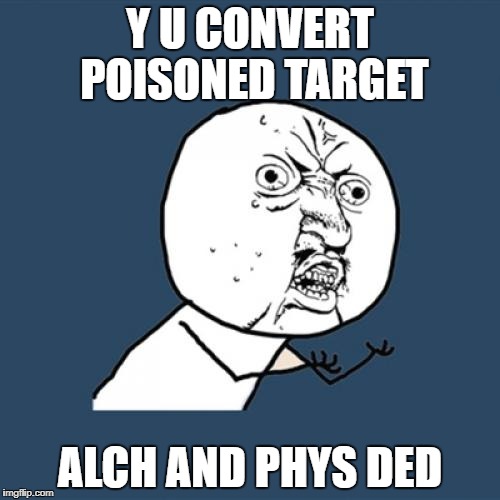 Y U CONVERT
POISONED TARGET
ALCH AND PHYS DED
imgflip.com